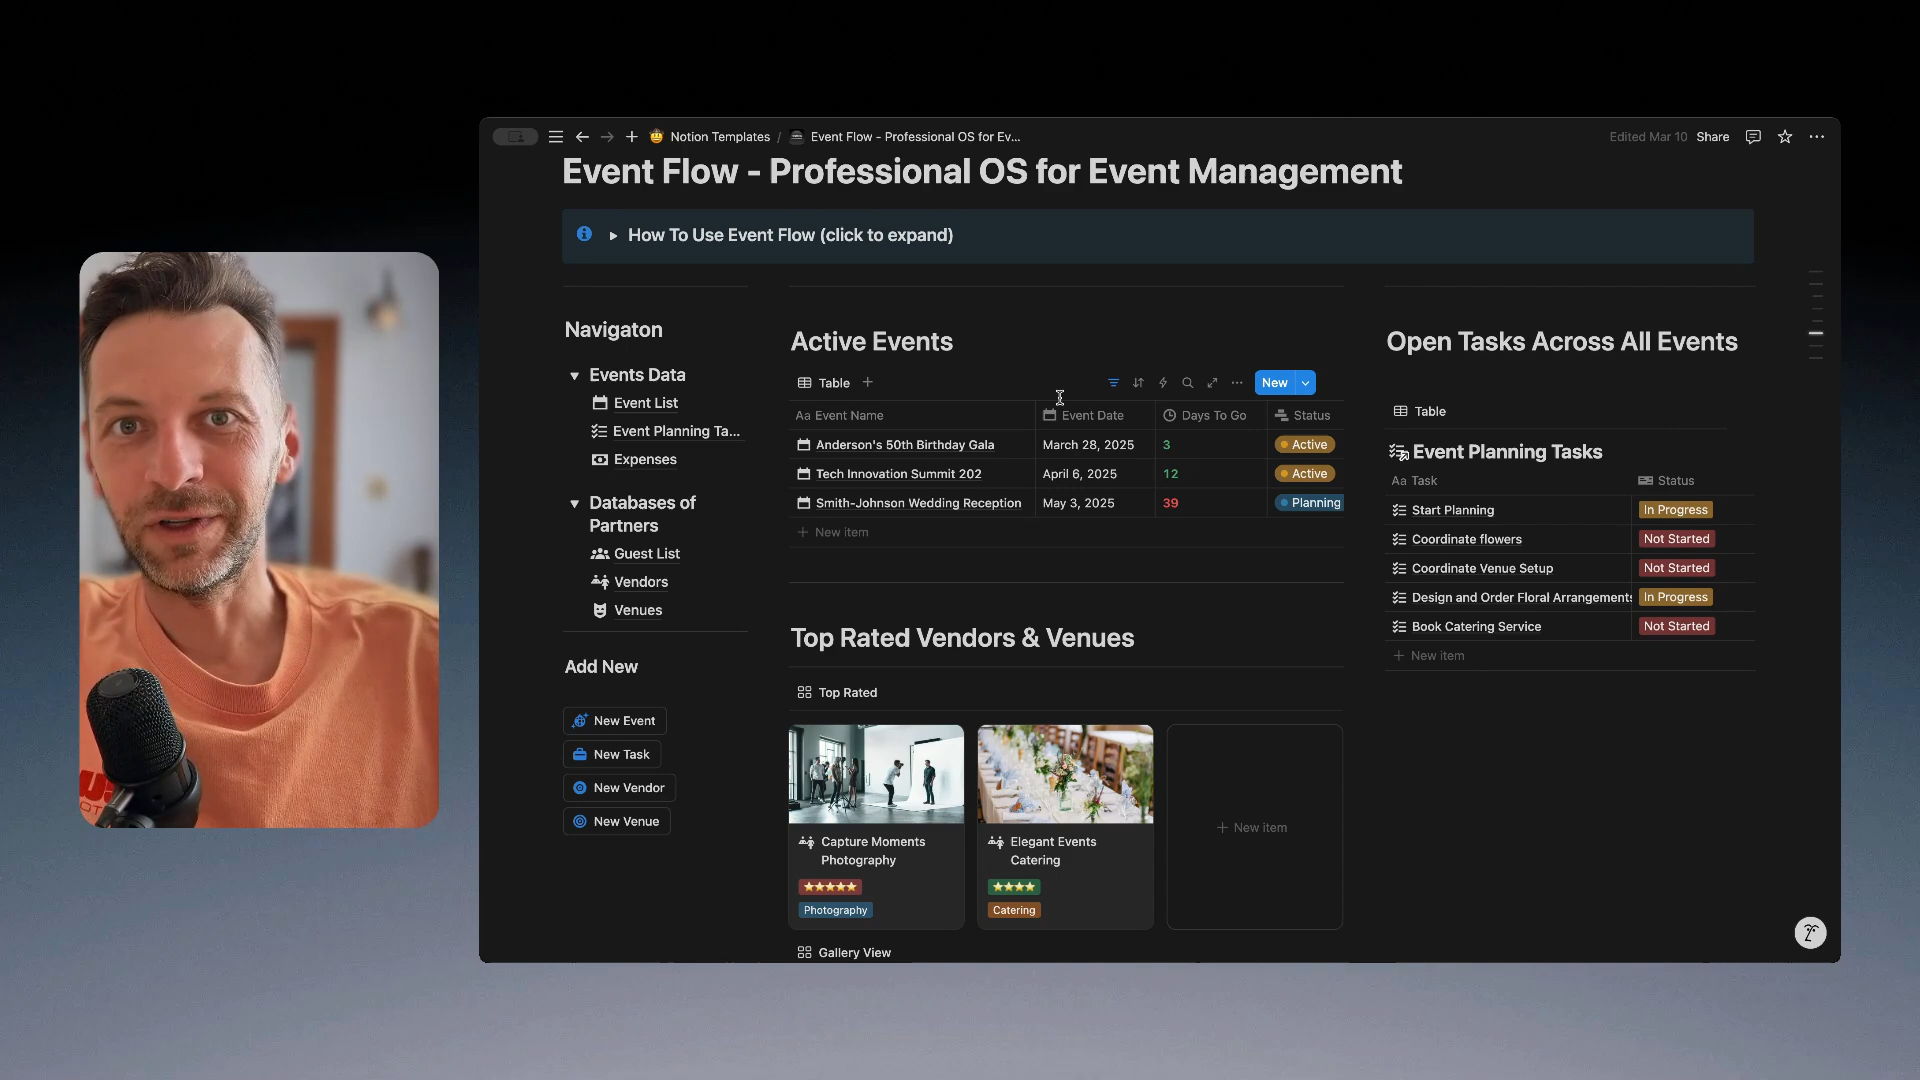 Notion Templates / Event Flow - Professional OS for Ev...
Edited Mar 10 Share
Event Flow - Professional OS for Event Management
How To Use Event Flow (click to expand)
Navigaton
Events Data
Event List
Event Planning Ta...
Expenses
Databases of
Partners
Guest List
Vendors
Venues
Add New
New Event
New Task
New Vendor
New Venue
Active Events
Table
New
Aa Event Name Event Date Days To Go Status
Anderson's 50th Birthday Gala March 28, 2025 3 Active
Tech Innovation Summit 202 April 6, 2025 12 Active
Smith-Johnson Wedding Reception May 3, 2025 39 Planning
New item
Top Rated Vendors & Venues
Top Rated
Capture Moments
Photography
Photography
Elegant Events
Catering
Catering
New item
Gallery View
Open Tasks Across All Events
Table
Event Planning Tasks
Aa Task Status
Start Planning In Progress
Coordinate flowers Not Started
Coordinate Venue Setup Not Started
Design and Order Floral Arrangements In Progress
Book Catering Service Not Started
New item